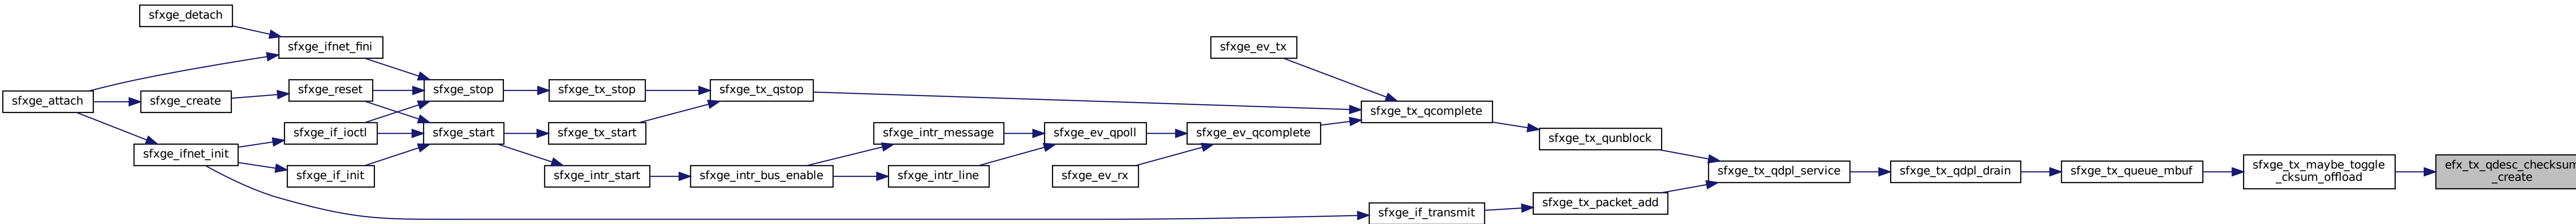 sfxge_detach
sfxge_ifnet_fini
sfxge_ev_tx
sfxge_attach
sfxge_create
sfxge_reset
sfxge_stop
sfxge_tx_stop
sfxge_tx_qstop
sfxge_tx_qcomplete
sfxge_ifnet_init
sfxge_if_ioctl
sfxge_start
sfxge_tx_start
sfxge_intr_message
sfxge_ev_qpoll
sfxge_ev_qcomplete
sfxge_tx_qunblock
sfxge_if_init
sfxge_intr_start
sfxge_intr_bus_enable
sfxge_intr_line
sfxge_ev_rx
sfxge_tx_qdpl_service
sfxge_tx_qdpl_drain
sfxge_tx_queue_mbuf
sfxge_tx_maybe_toggle
_cksum_offload
efx_tx_qdesc_checksum
_create
sfxge_if_transmit
sfxge_tx_packet_add